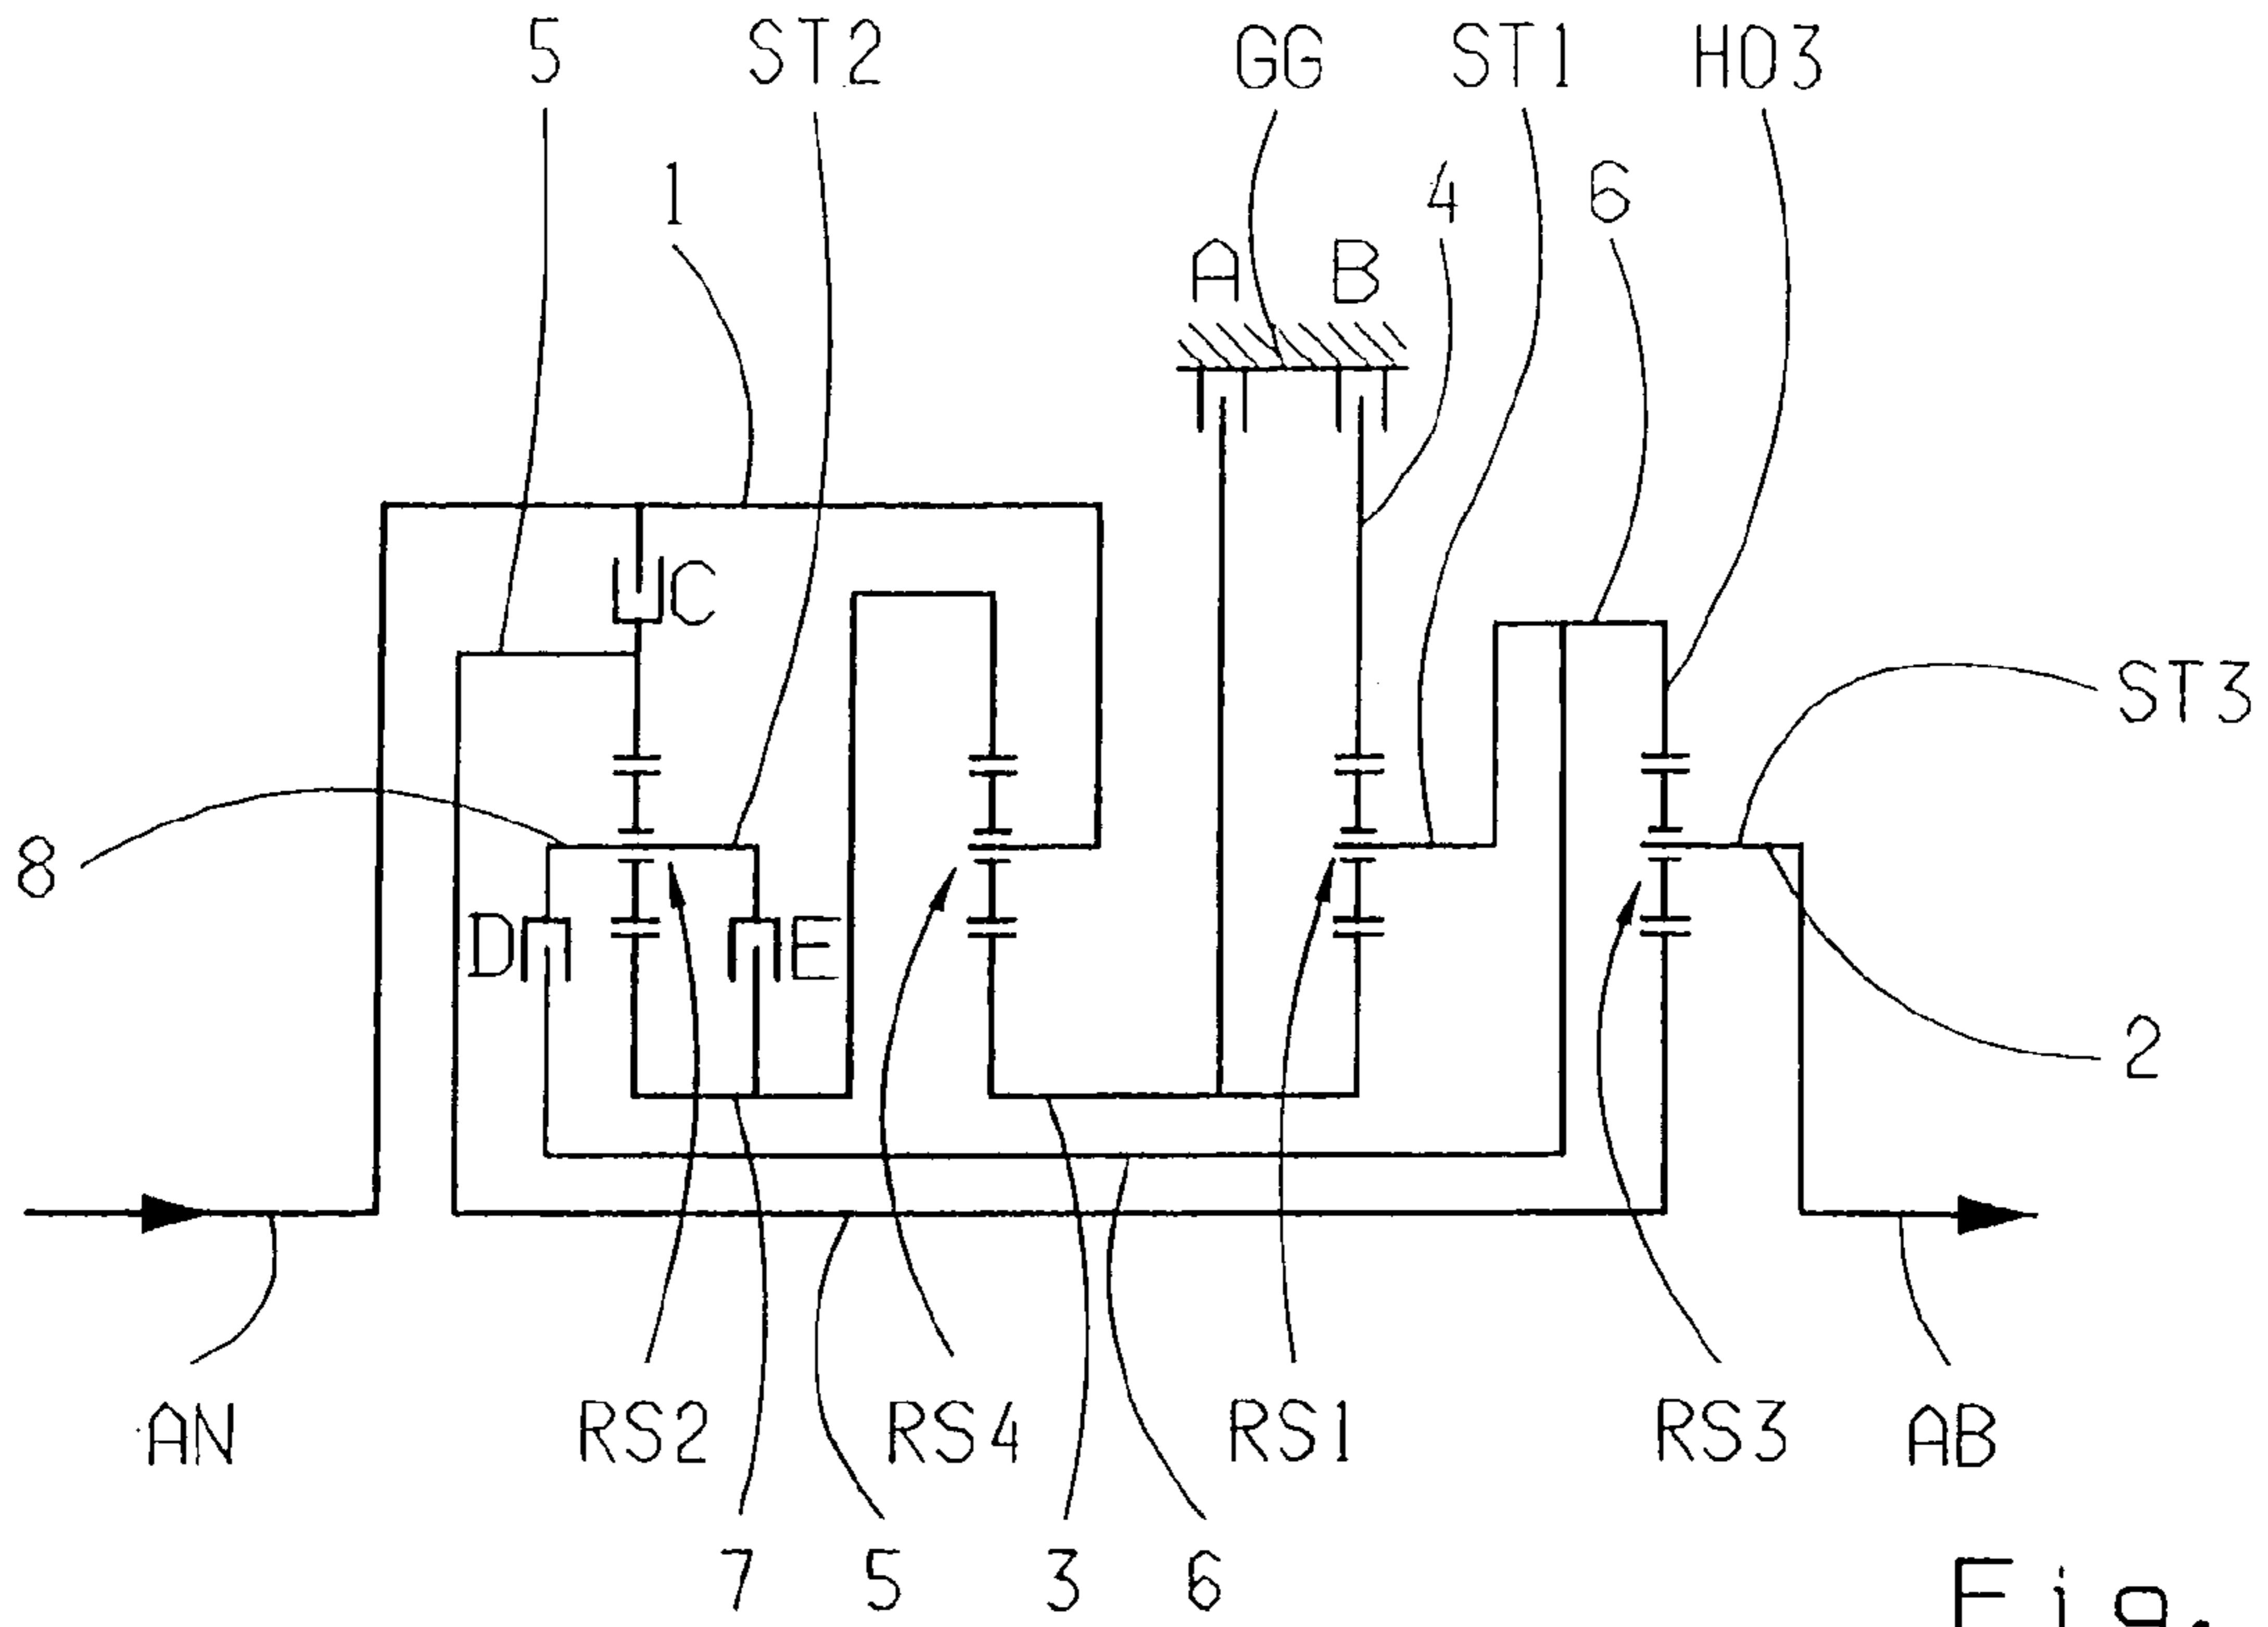 5 ST2 GG ST1 HO3
1 4 6
A B
C
ST3
8
D E
2
AN RS2 RS4 RS1 RS3 AB
7 5 3 6
Fig.